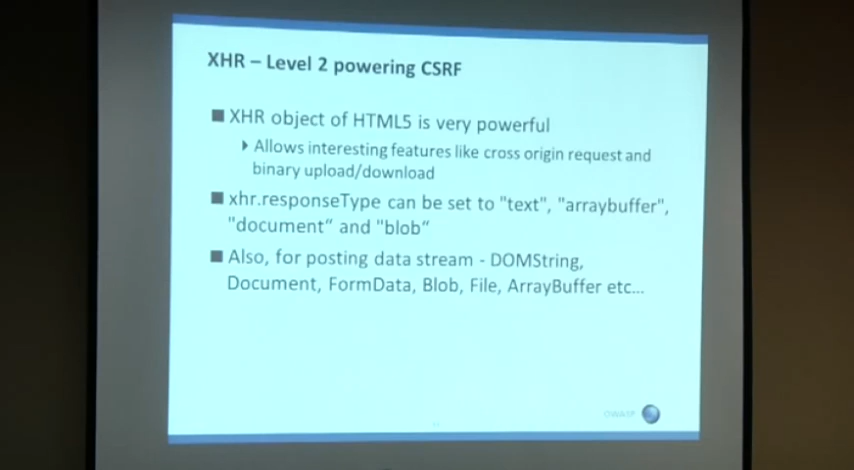 XHR – Level 2 powering CSRF
■ XHR object of HTML5 is very powerful
Allows interesting features like cross origin request and
binary upload/download
■ xhr.responseType can be set to "text", "arraybuffer",
"document" and "blob"
■ Also, for posting data stream - DOMString,
Document, FormData, Blob, File, ArrayBuffer etc...
OWASP